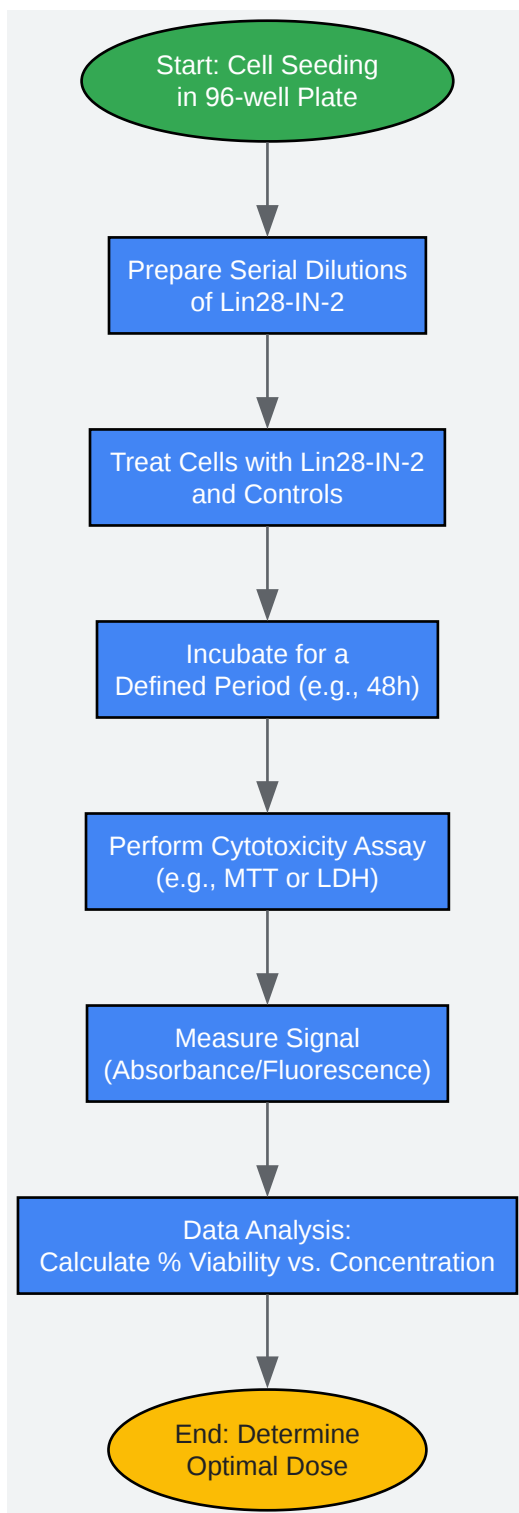 Start: Cell Seeding
in 96-well Plate
Prepare Serial Dilutions
of Lin28-IN-2
Treat Cells with Lin28-IN-2
and Controls
Incubate for a
Defined Period (e.g., 48h)
Perform Cytotoxicity Assay
(e.g., MTT or LDH)
Measure Signal
(Absorbance/Fluorescence)
Data Analysis:
Calculate % Viability vs. Concentration
End: Determine
Optimal Dose